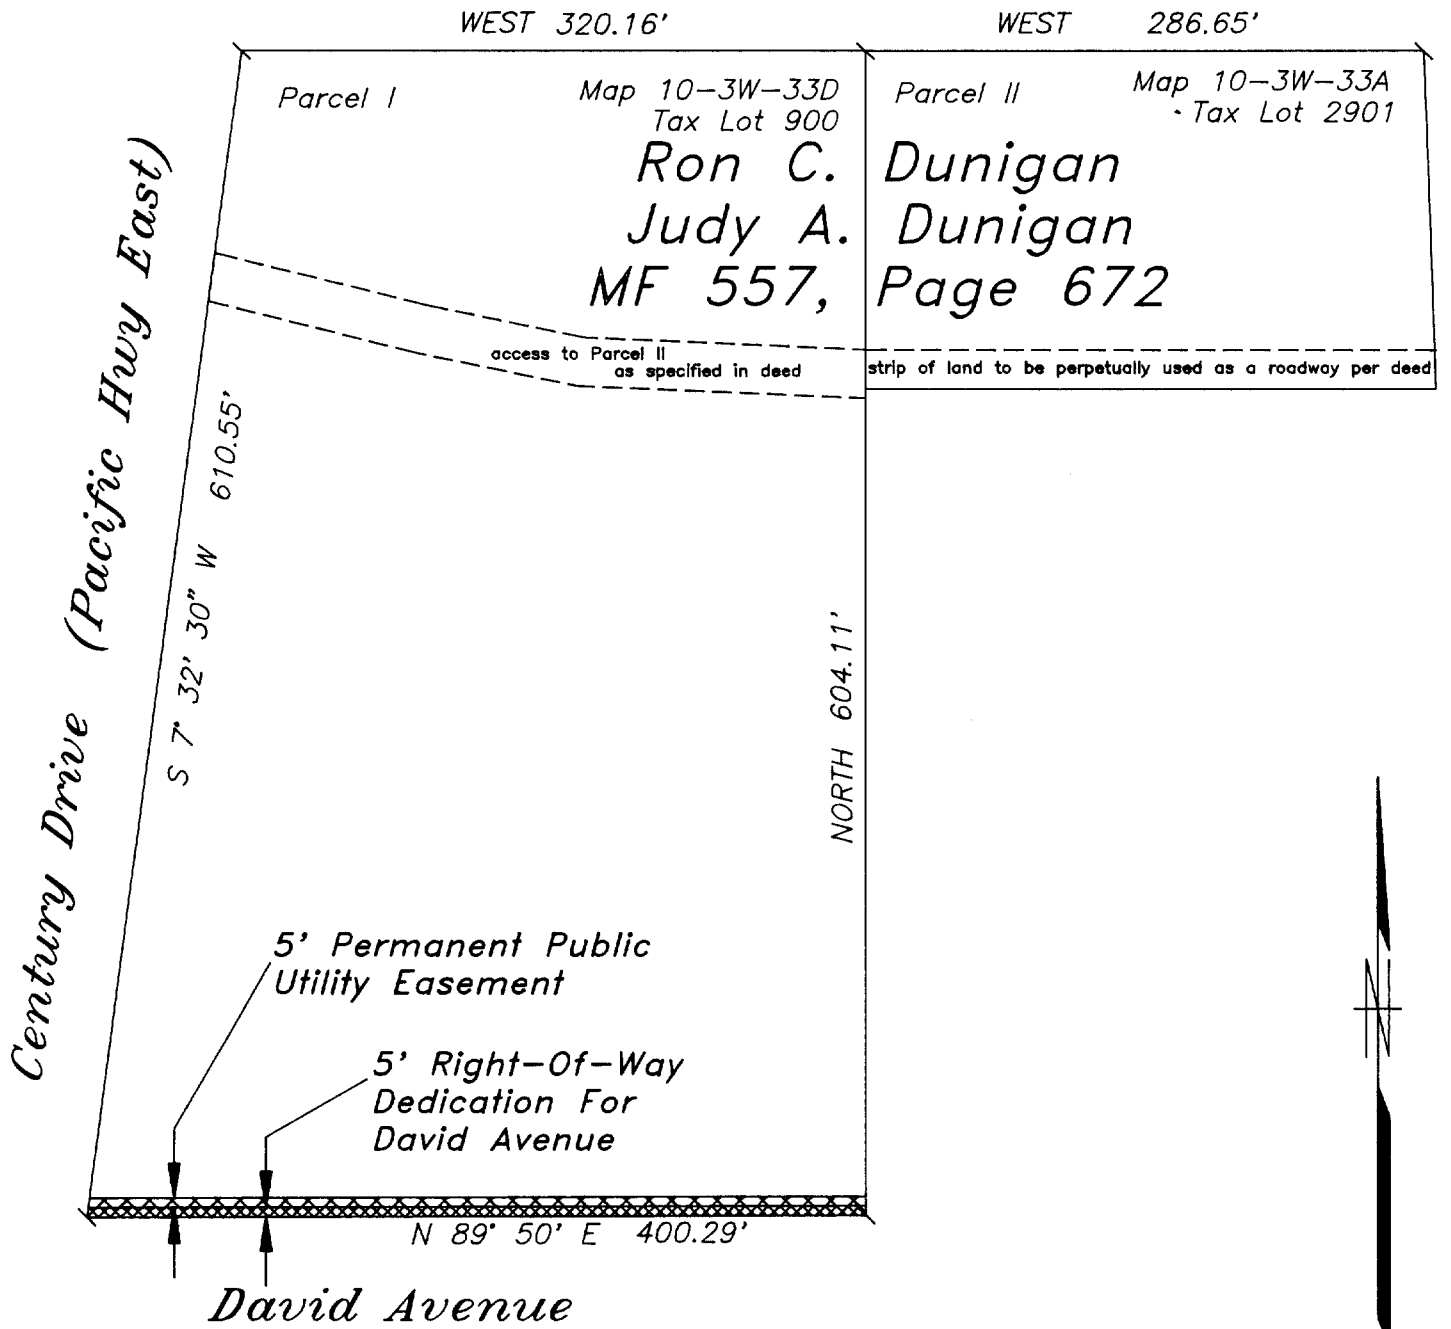 WEST 320.16'
WEST 286.65'
Parcel I
Map 10-3W-33D
Tax Lot 900
Parcel II
Map 10-3W-33A
Tax Lot 2901
Ron C. Dunigan
Judy A. Dunigan
MF 557, Page 672
access to Parcel II
as specified in deed
strip of land to be perpetually used as a roadway per deed
Century Drive (Pacific Hwy East)
S 7° 32' 30" W 610.55'
NORTH 604.11'
5' Permanent Public
Utility Easement
5' Right-Of-Way
Dedication For
David Avenue
N 89° 50' E 400.29'
David Avenue
N